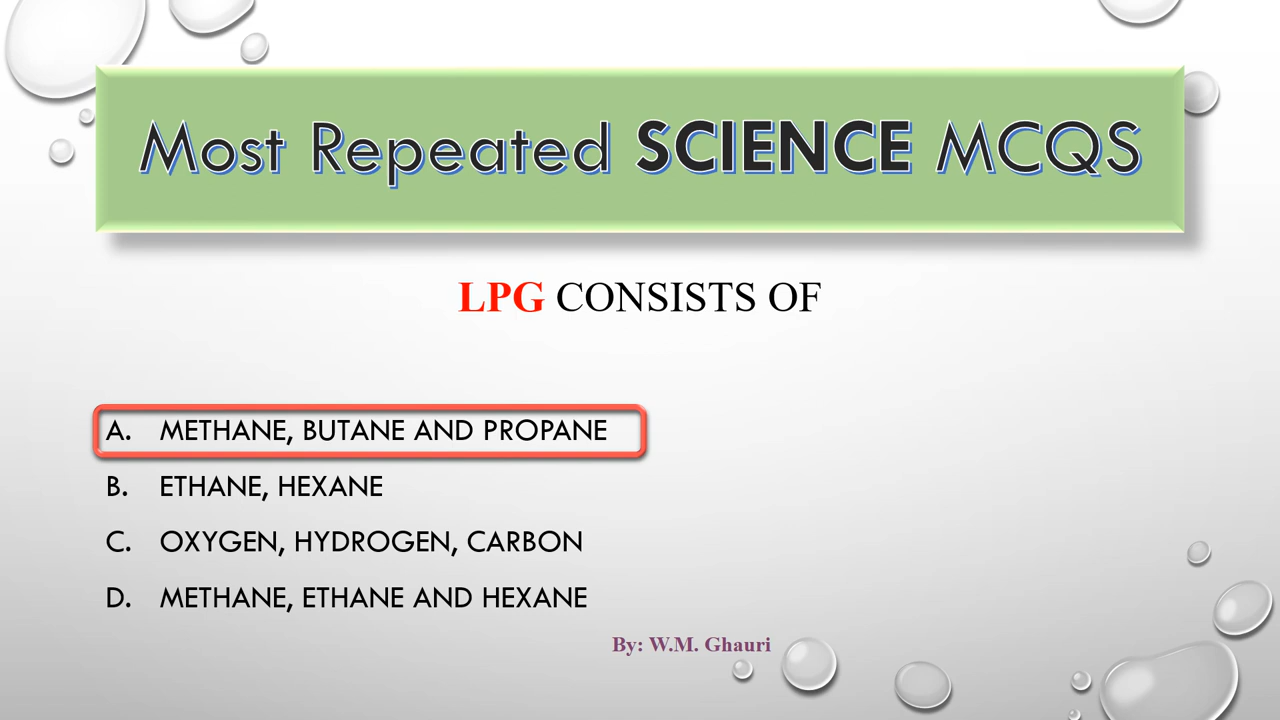 Most Repeated SCIENCE MCQS
LPG CONSISTS OF
A. METHANE, BUTANE AND PROPANE
B. ETHANE, HEXANE
C. OXYGEN, HYDROGEN, CARBON
D. METHANE, ETHANE AND HEXANE
By: W.M. Ghauri